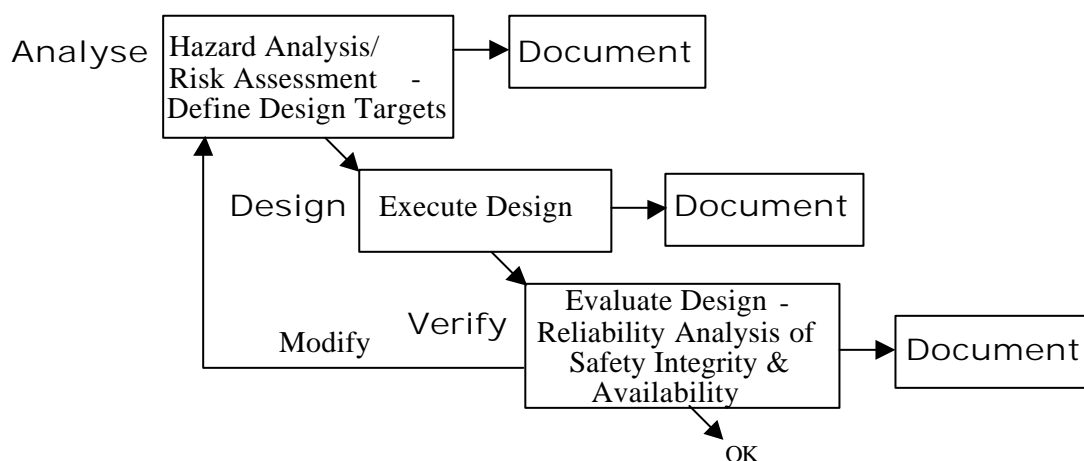 Analyse
Hazard Analysis/
Risk Assessment -
Define Design Targets
Document
Design
Execute Design
Document
Verify
Evaluate Design -
Reliability Analysis of
Safety Integrity &
Availability
Document
Modify
OK